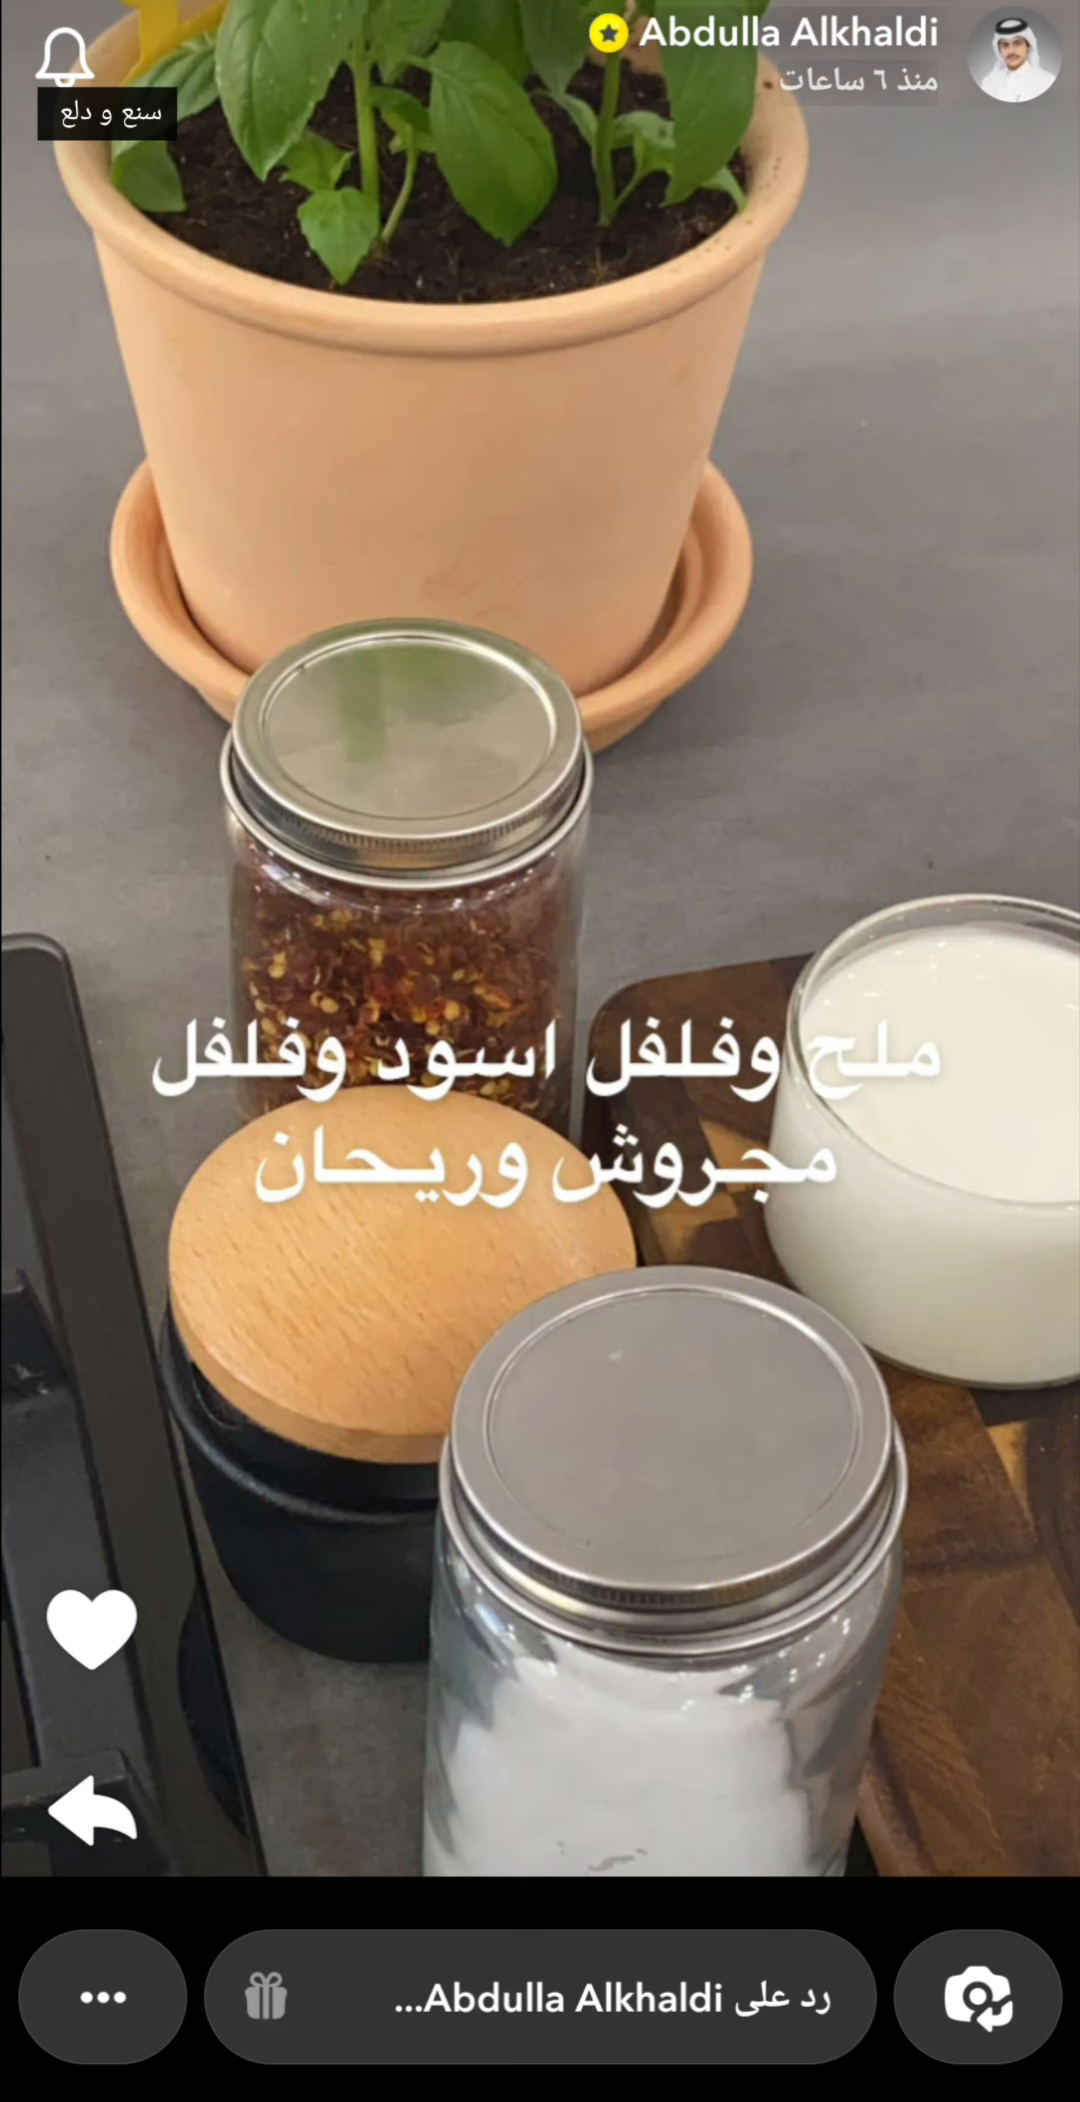 Abdulla Alkhaldi
منذ ٦ ساعات
سنع و دلع
ملح وفلفل اسود وفلفل
مجروش وريحان
رد على Abdulla Alkhaldi...